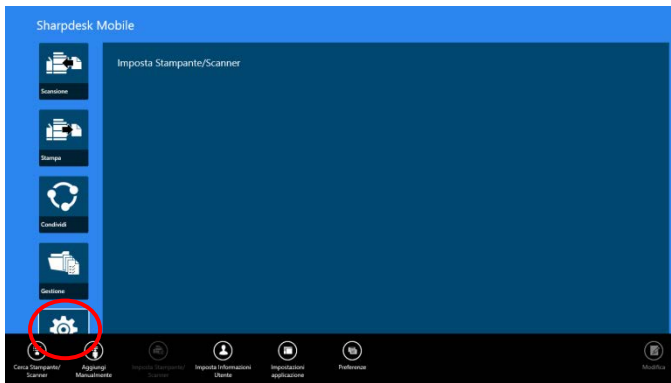 Sharpdesk Mobile
Imposta Stampante/Scanner
Scansione
Stampa
Condividi
Gestione
Cerca Stampante/
Scanner
Aggiungi
Manualmente
Imposta Stampante/
Scanner
Imposta Informazioni
Utente
Impostazioni
applicazione
Preferenze
Modifica